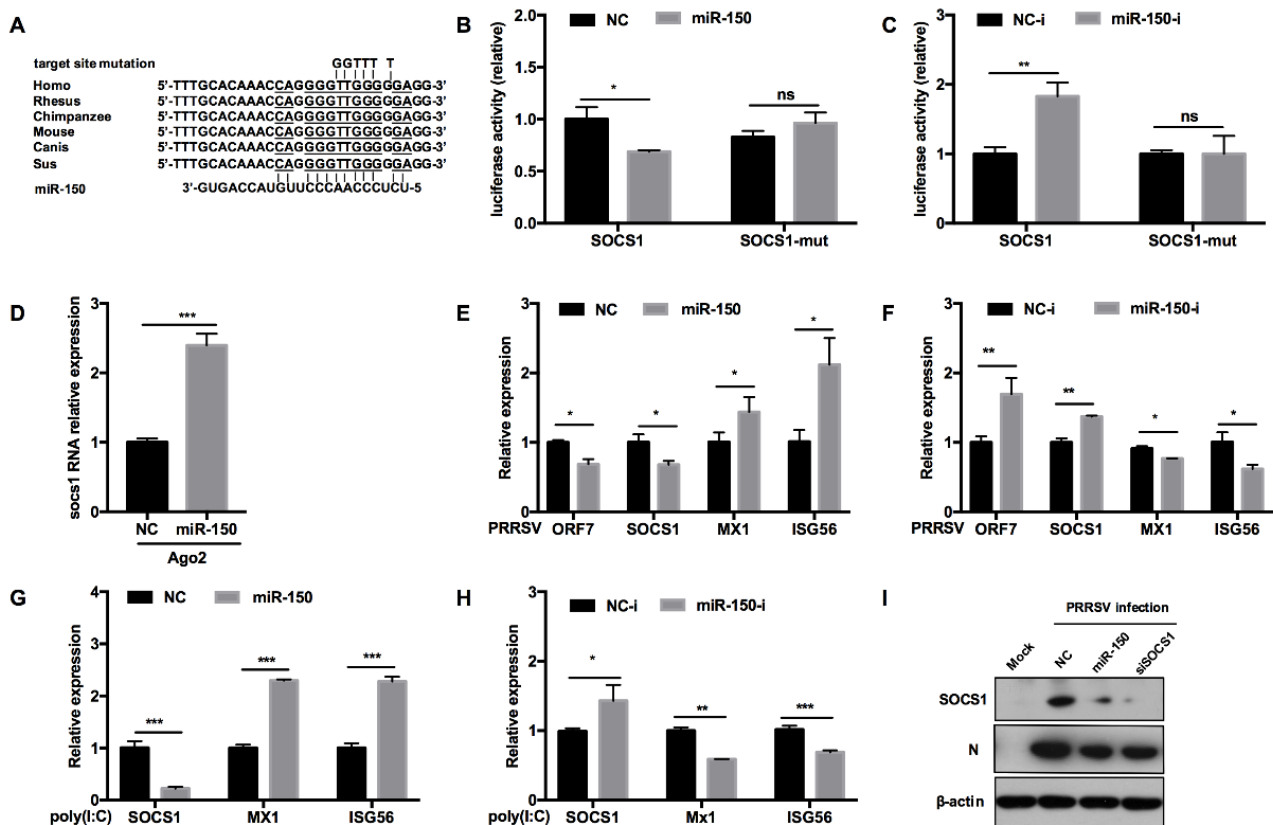 A
target site mutation GGTTT T
Homo 5'-TTTGCACAAACCAGGGGTTGGGGGAGG-3'
Rhesus 5'-TTTGCACAAACCAGGGGTTGGGGGAGG-3'
Chimpanzee 5'-TTTGCACAAACCAGGGGTTGGGGGAGG-3'
Mouse 5'-TTTGCACAAACCAGGGGTTGGGGGAGG-3'
Canis 5'-TTTGCACAAACCAGGGGTTGGGGGAGG-3'
Sus 5'-TTTGCACAAACCAGGGGTTGGGGGAGG-3'
miR-150 3'-GUGACCAUGUUCCCAACCCUCU-5
B
NC miR-150
luciferase activity (relative)
2.0
1.5
1.0
0.5
0.0
* ns
SOCS1 SOCS1-mut
C
NC-i miR-150-i
luciferase activity (relative)
3
2
1
0
** ns
SOCS1 SOCS1-mut
D
socs1 RNA relative expression
3
2
1
0
***
NC miR-150
Ago2
E
NC miR-150
Relative expression
3
2
1
0
* * * *
PRRSV ORF7 SOCS1 MX1 ISG56
F
NC-i miR-150-i
Relative expression
3
2
1
0
** ** * *
PRRSV ORF7 SOCS1 MX1 ISG56
G
NC miR-150
Relative expression
4
3
2
1
0
*** *** ***
poly(I:C) SOCS1 MX1 ISG56
H
NC-i miR-150-i
Relative expression
3
2
1
0
* ** ***
poly(I:C) SOCS1 Mx1 ISG56
I
PRRSV infection
Mock NC miR-150 siSOCS1
SOCS1
N
β-actin